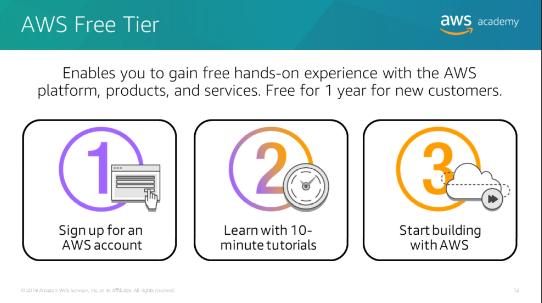 AWS Free Tier
aws academy
Enables you to gain free hands-on experience with the AWS
platform, products, and services. Free for 1 year for new customers.
1
2
3
Sign up for an
AWS account
Learn with 10-
minute tutorials
Start building
with AWS
© 2019 Amazon Web Services, Inc. or its Affiliates. All rights reserved.